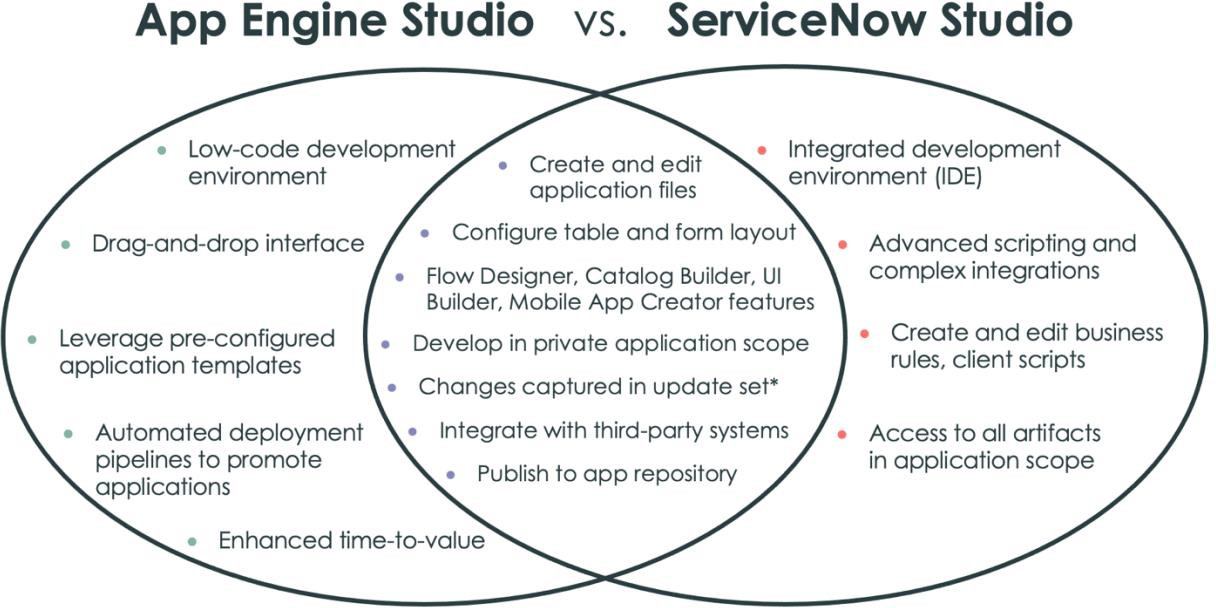 App Engine Studio vs. ServiceNow Studio
• Low-code development
environment
• Drag-and-drop interface
• Leverage pre-configured
application templates
• Automated deployment
pipelines to promote
applications
• Enhanced time-to-value
• Create and edit
application files
• Configure table and form layout
• Flow Designer, Catalog Builder, UI
Builder, Mobile App Creator features
• Develop in private application scope
• Changes captured in update set*
• Integrate with third-party systems
• Publish to app repository
• Integrated development
environment (IDE)
• Advanced scripting and
complex integrations
• Create and edit business
rules, client scripts
• Access to all artifacts
in application scope